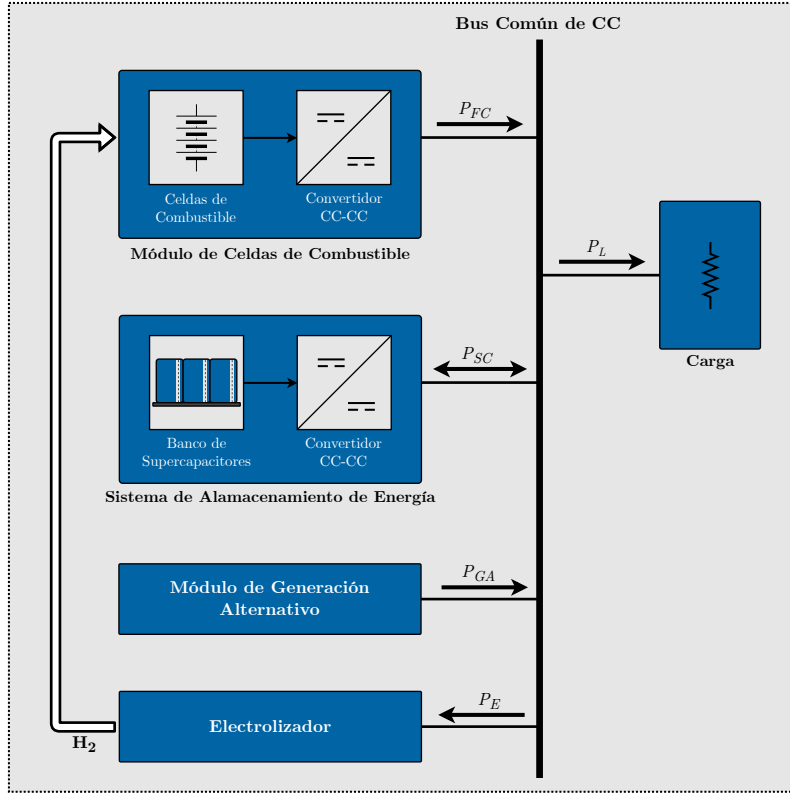 Bus Común de CC
P_FC
Celdas de
Combustible
Convertidor
CC-CC
Módulo de Celdas de Combustible
P_L
Carga
P_SC
Banco de
Supercapacitores
Convertidor
CC-CC
Sistema de Alamacenamiento de Energía
P_GA
Módulo de Generación
Alternativo
P_E
Electrolizador
H_2